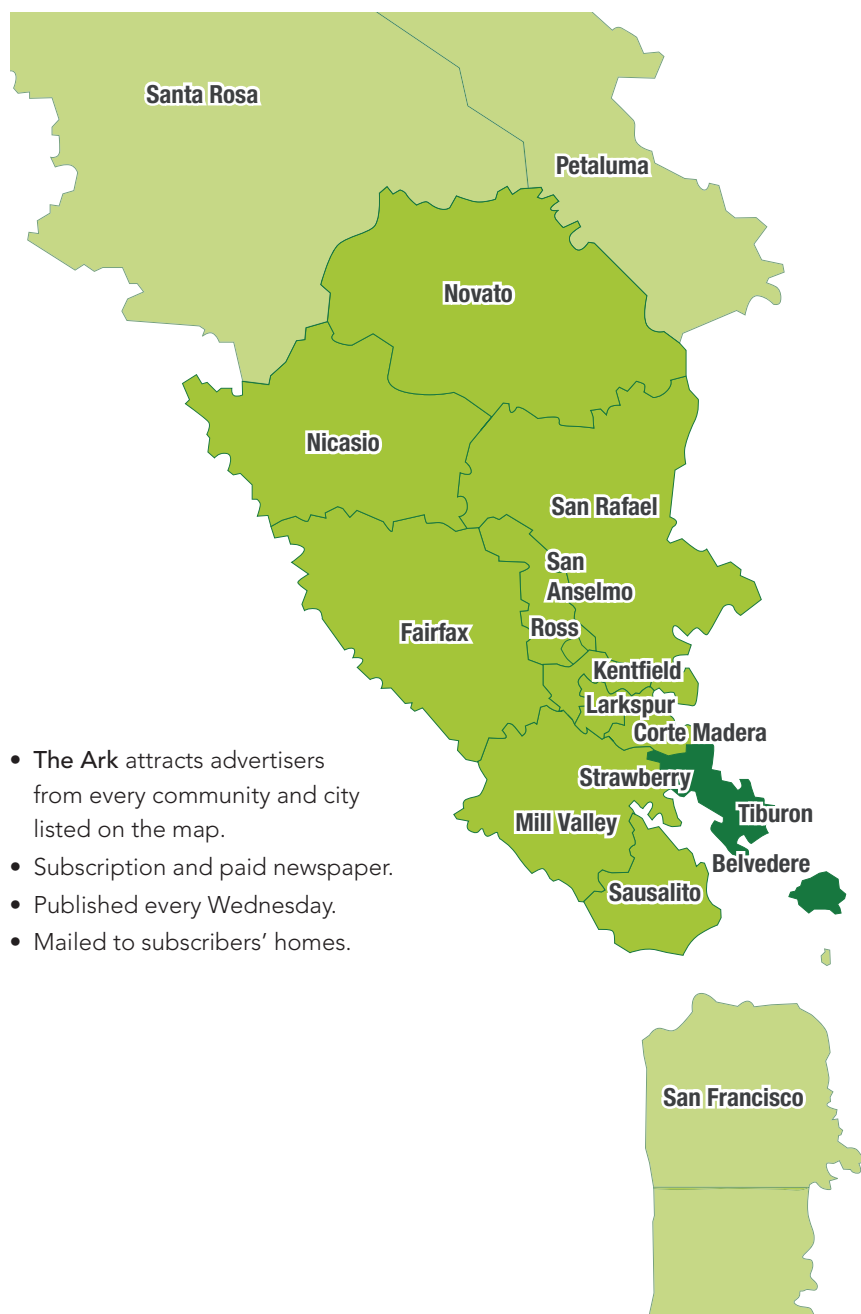 Santa Rosa
Petaluma
Novato
Nicasio
San Rafael
San
Anselmo
Ross
Fairfax
Kentfield
Larkspur
Corte Madera
Strawberry
Tiburon
Mill Valley
Belvedere
Sausalito
• The Ark attracts advertisers
from every community and city
listed on the map.
• Subscription and paid newspaper.
• Published every Wednesday.
• Mailed to subscribers’ homes.
San Francisco